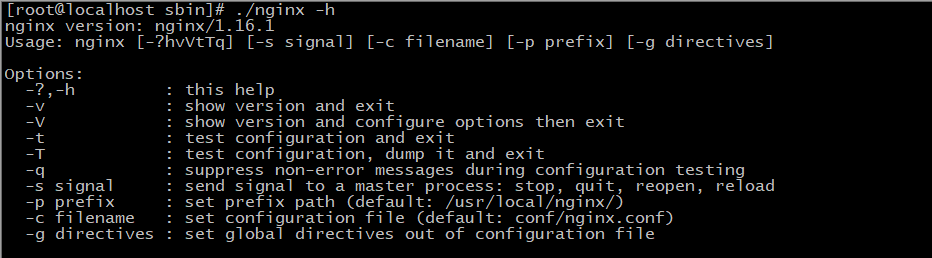 [root@localhost sbin]# ./nginx -h
nginx version: nginx/1.16.1
Usage: nginx [-?hvVtTq] [-s signal] [-c filename] [-p prefix] [-g directives]

Options:
  -?,-h         : this help
  -v            : show version and exit
  -V            : show version and configure options then exit
  -t            : test configuration and exit
  -T            : test configuration, dump it and exit
  -q            : suppress non-error messages during configuration testing
  -s signal     : send signal to a master process: stop, quit, reopen, reload
  -p prefix     : set prefix path (default: /usr/local/nginx/)
  -c filename   : set configuration file (default: conf/nginx.conf)
  -g directives : set global directives out of configuration file